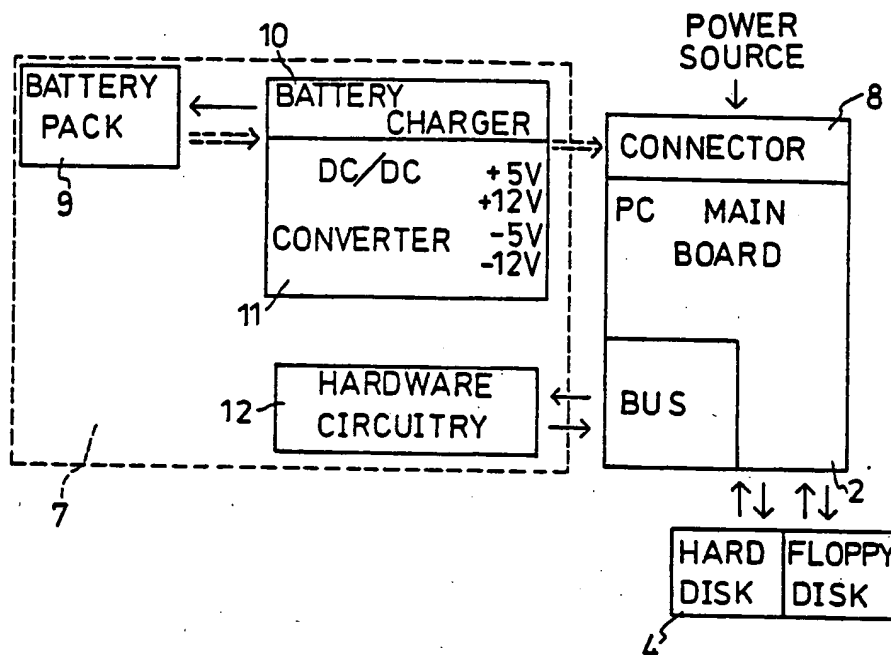 10
POWER
SOURCE
8
BATTERY
PACK
9
BATTERY
CHARGER
DC/DC
+5V
+12V
CONVERTER
-5V
-12V
11
CONNECTOR
PC MAIN
BOARD
BUS
2
12
HARDWARE
CIRCUITRY
7
HARD
DISK
FLOPPY
DISK
4